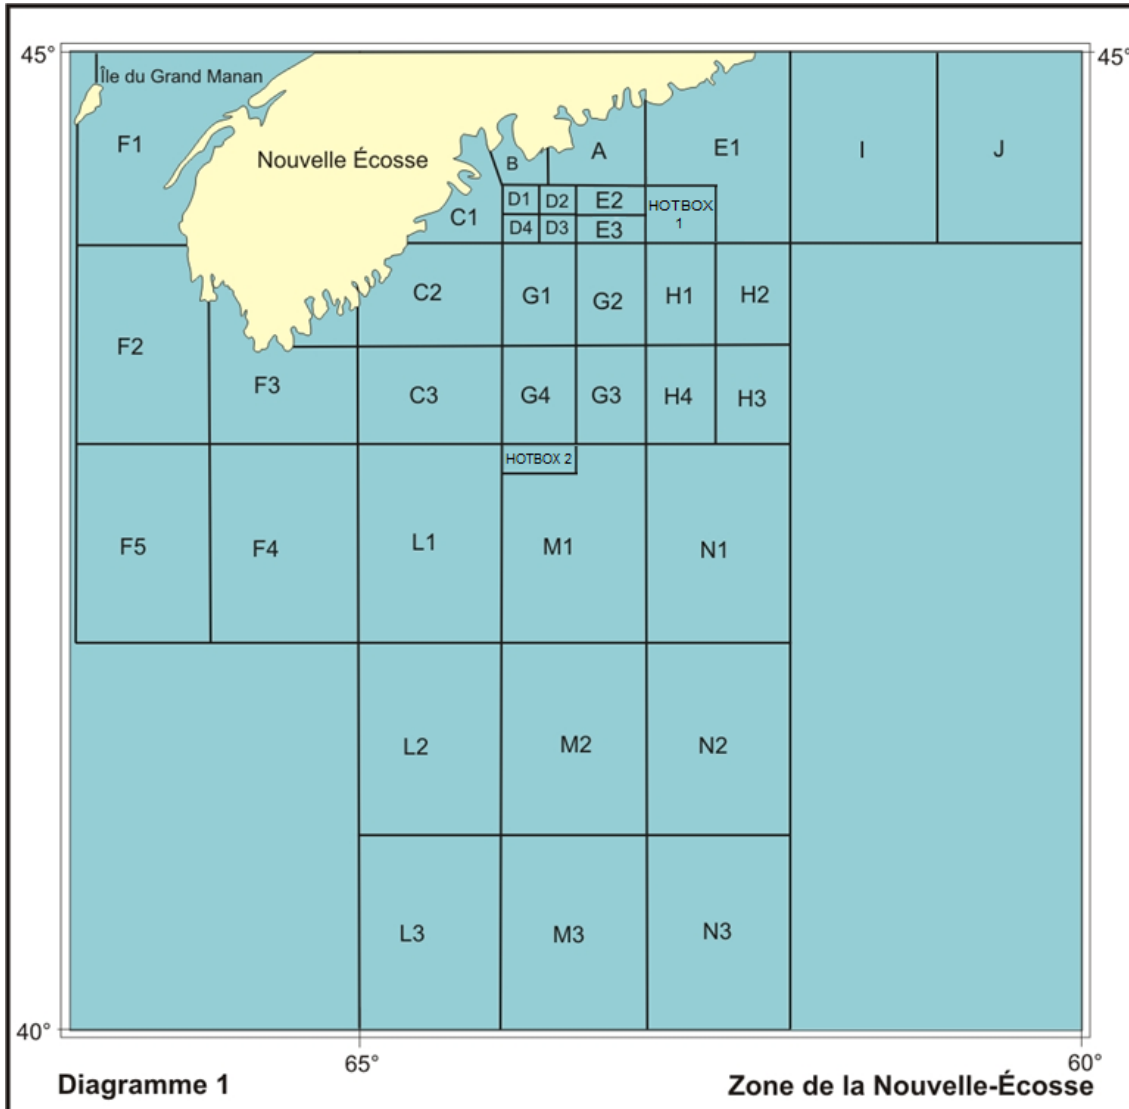 45°
45°
Île du Grand Manan
F1
Nouvelle Écosse
B
A
E1
I
J
C1
D1
D2
E2
HOTBOX
1
D4
D3
E3
C2
G1
G2
H1
H2
F2
F3
C3
G4
G3
H4
H3
HOTBOX 2
F5
F4
L1
M1
N1
L2
M2
N2
L3
M3
N3
40°
65°
60°
Diagramme 1
Zone de la Nouvelle-Écosse